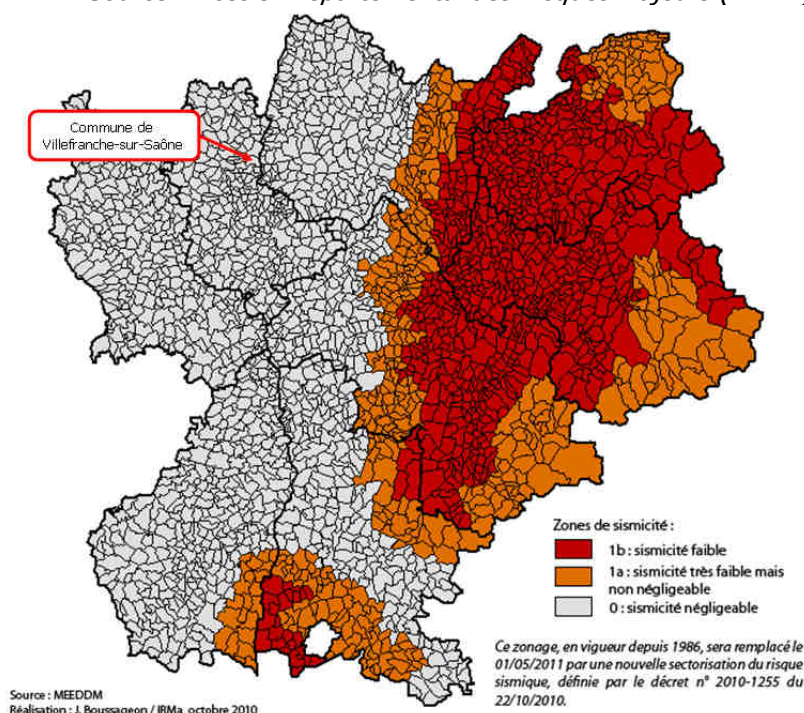 Commune de
Villefranche-sur-Saône
Zones de sismicité :
1b : sismicité faible
1a : sismicité très faible mais
non négligeable
0 : sismicité négligeable
Ce zonage, en vigueur depuis 1986, sera remplacé le
01/05/2011 par une nouvelle sectorisation du risque
sismique, définie par le décret n° 2010-1255 du
22/10/2010.
Source : MEEDDM
Réalisation : J. Boussageon / IRMa, octobre 2010